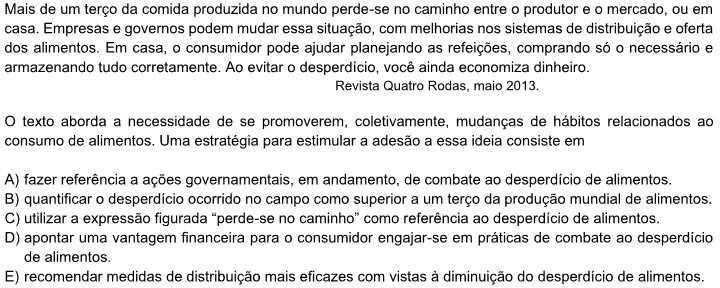 Mais de um terço da comida produzida no mundo perde-se no caminho entre o produtor e o mercado, ou em
casa. Empresas e governos podem mudar essa situação, com melhorias nos sistemas de distribuição e oferta
dos alimentos. Em casa, o consumidor pode ajudar planejando as refeições, comprando só o necessário e
armazenando tudo corretamente. Ao evitar o desperdício, você ainda economiza dinheiro.
Revista Quatro Rodas, maio 2013.
O texto aborda a necessidade de se promoverem, coletivamente, mudanças de hábitos relacionados ao
consumo de alimentos. Uma estratégia para estimular a adesão a essa ideia consiste em
A) fazer referência a ações governamentais, em andamento, de combate ao desperdício de alimentos.
B) quantificar o desperdício ocorrido no campo como superior a um terço da produção mundial de alimentos.
C) utilizar a expressão figurada “perde-se no caminho” como referência ao desperdício de alimentos.
D) apontar uma vantagem financeira para o consumidor engajar-se em práticas de combate ao desperdício
de alimentos.
E) recomendar medidas de distribuição mais eficazes com vistas à diminuição do desperdício de alimentos.